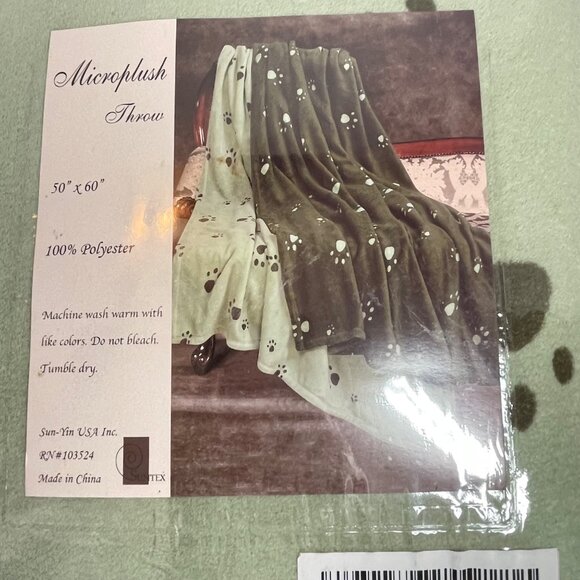 Microplush
Throw
50" x 60"
100% Polyester
Machine wash warm with
like colors. Do not bleach.
Tumble dry.
Sun-Yin USA Inc.
RN#103524
Made in China